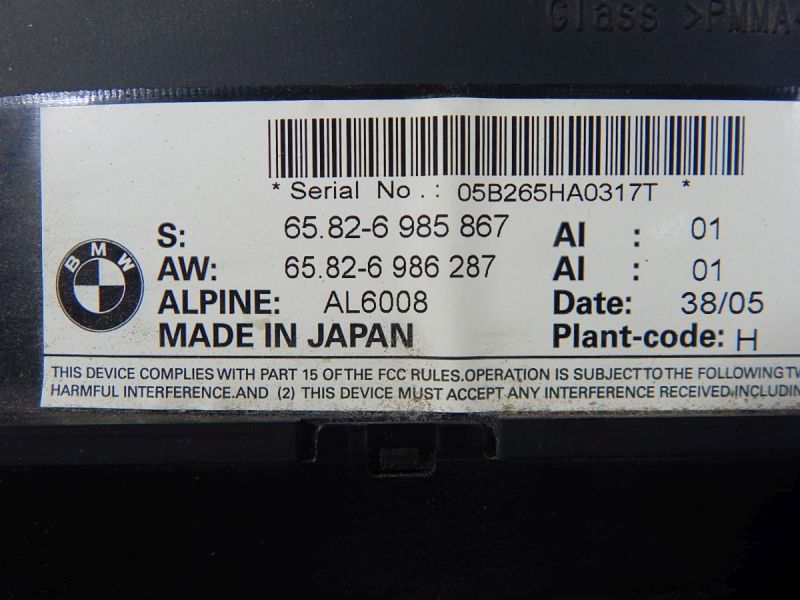 Glass >PMMA
* Serial No.: 05B265HA0317T *
BMW
S: 65.82-6 985 867 AI : 01
AW: 65.82-6 986 287 AI : 01
ALPINE: AL6008 Date: 38/05
MADE IN JAPAN Plant-code: H
THIS DEVICE COMPLIES WITH PART 15 OF THE FCC RULES.OPERATION IS SUBJECT TO THE FOLLOWING TW
HARMFUL INTERFERENCE.AND (2) THIS DEVICE MUST ACCEPT ANY INTERFERENCE RECEIVED,INCLUDIN